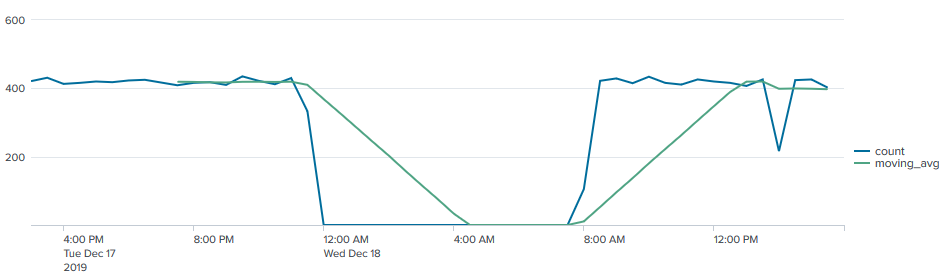 600
400
200
4:00 PM
Tue Dec 17
2019
8:00 PM
12:00 AM
Wed Dec 18
4:00 AM
8:00 AM
12:00 PM
count
moving_avg